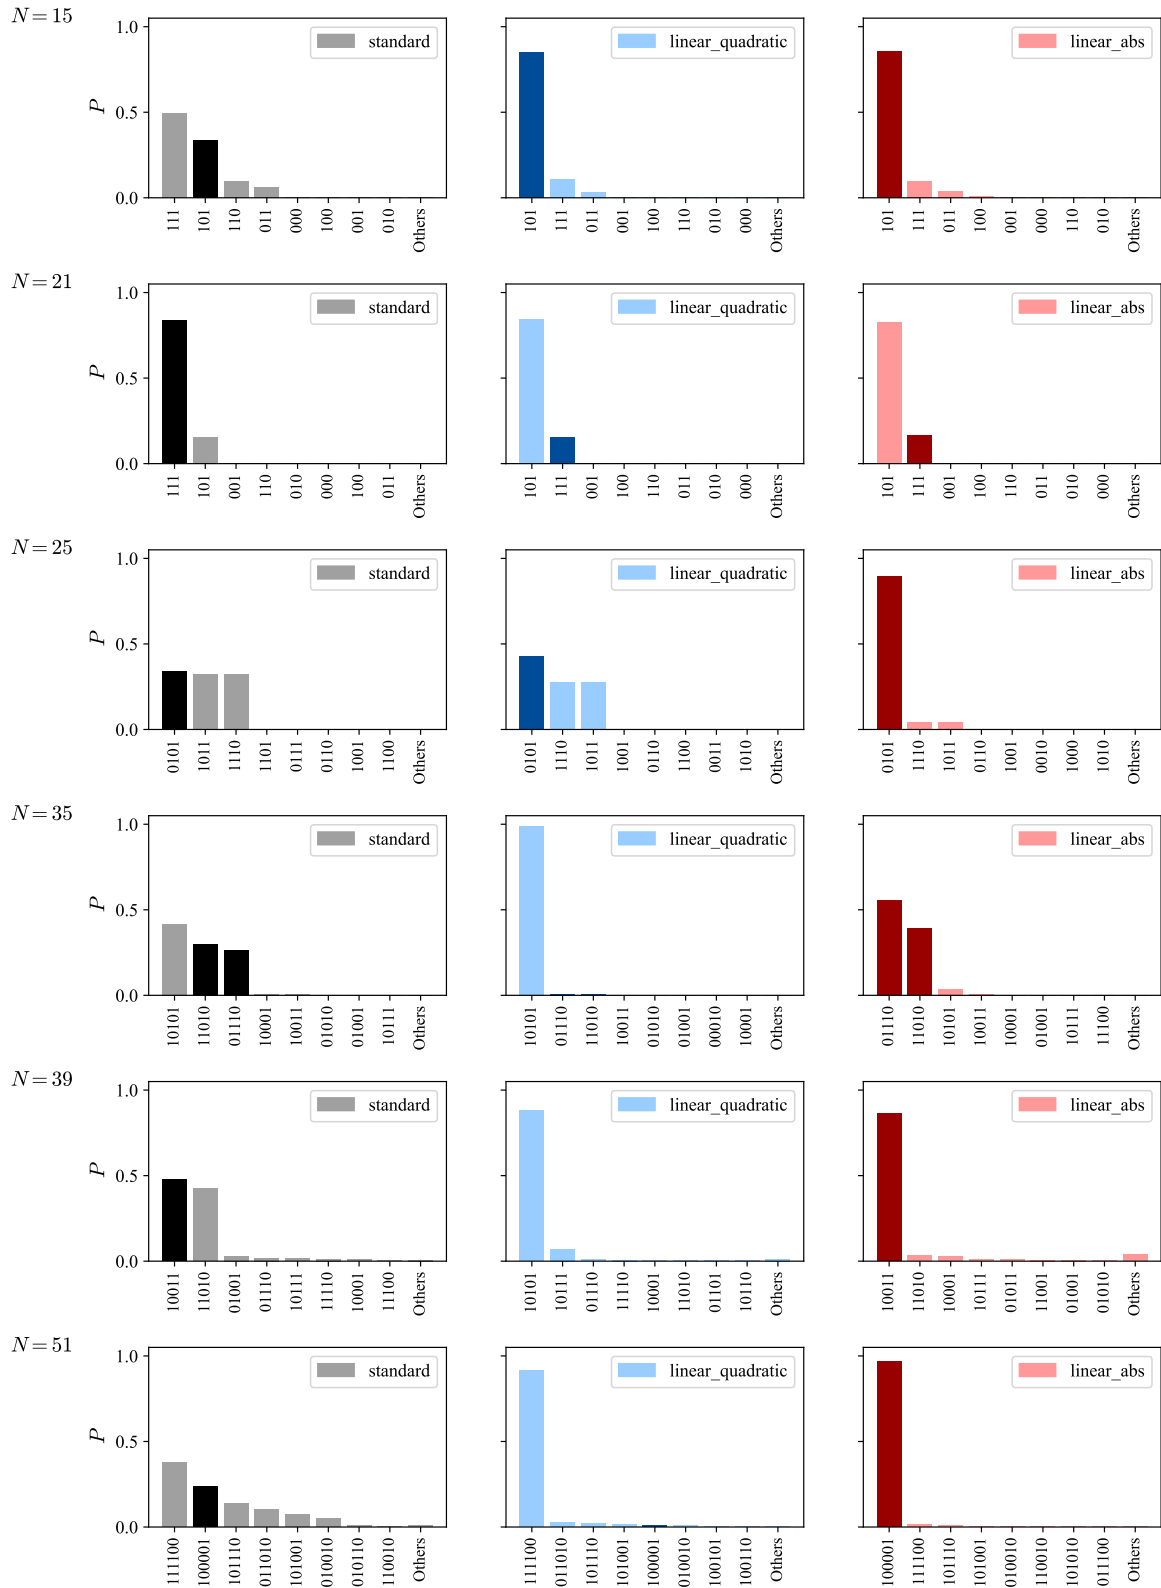 N = 15
P
1.0
0.5
0.0
standard
111 101 110 011 000 100 001 010 Others
linear_quadratic
101 111 011 001 100 110 010 000 Others
linear_abs
101 111 011 100 001 000 110 010 Others
N = 21
P
1.0
0.5
0.0
standard
111 101 001 110 010 000 100 011 Others
linear_quadratic
101 111 001 100 110 011 010 000 Others
linear_abs
101 111 001 100 110 011 010 000 Others
N = 25
P
1.0
0.5
0.0
standard
0101 1011 1110 1101 0111 0110 1001 1100 Others
linear_quadratic
0101 1110 1011 1001 0110 1100 0011 1010 Others
linear_abs
0101 1110 1011 0110 1001 0010 1000 1010 Others
N = 35
P
1.0
0.5
0.0
standard
10101 11010 01110 10001 10011 01010 01001 10111 Others
linear_quadratic
10101 01110 11010 10011 01010 01001 00010 10001 Others
linear_abs
01110 11010 10101 10011 10001 01001 10111 11100 Others
N = 39
P
1.0
0.5
0.0
standard
10011 11010 01001 01110 10111 11110 10001 11100 Others
linear_quadratic
10101 10111 01110 11110 10001 11010 01101 10110 Others
linear_abs
10011 11010 10001 10111 01011 11001 01001 01010 Others
N = 51
P
1.0
0.5
0.0
standard
111100 100001 101110 011010 101001 010010 010110 110010 Others
linear_quadratic
111100 011010 101110 101001 100001 010010 010110 100110 Others
linear_abs
100001 111100 101110 101001 010010 110010 101010 011100 Others